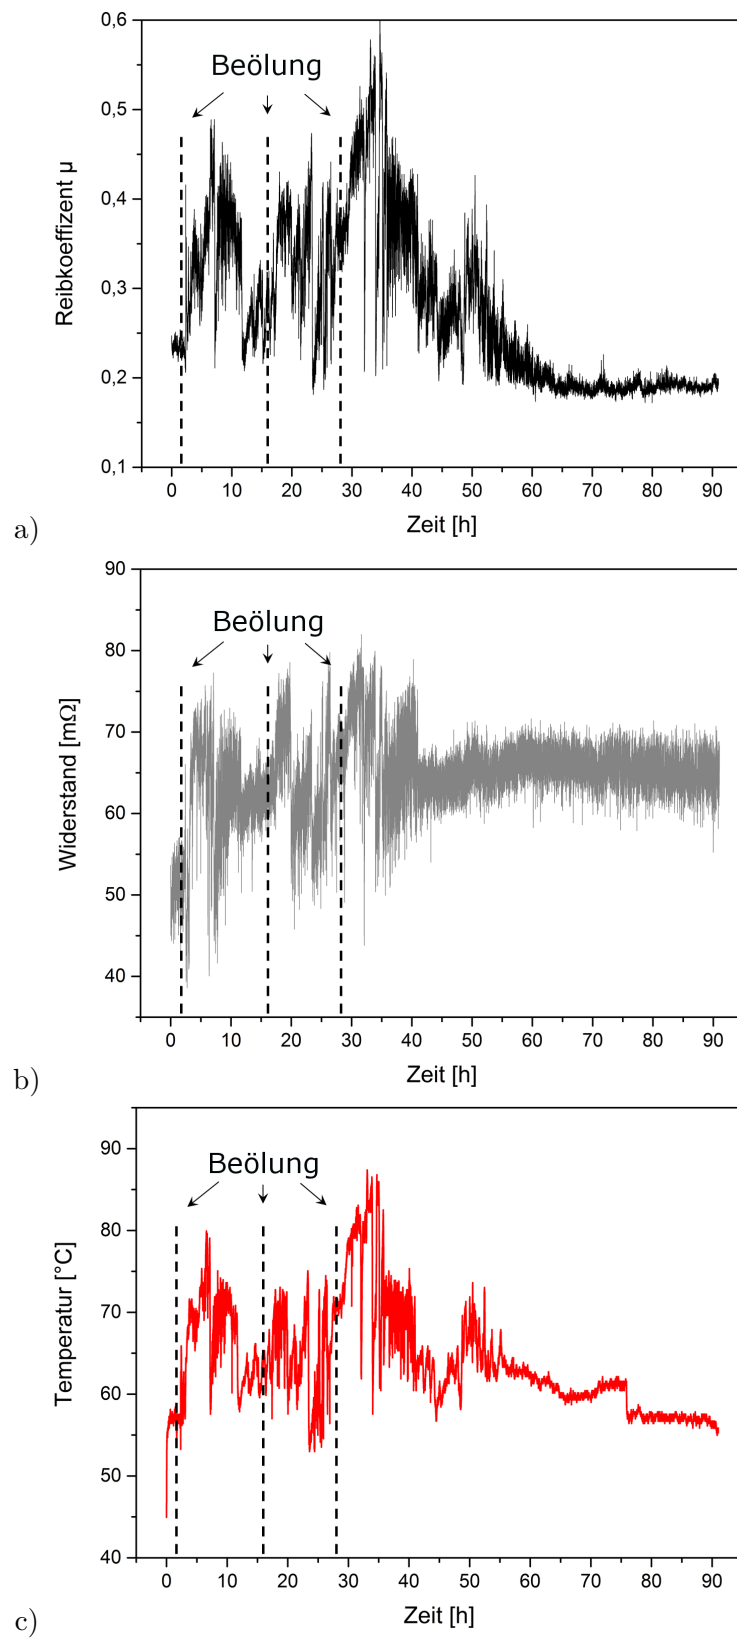 0,6
Beölung
0,5
0,4
0,3
0,2
0,1
Reibkoeffizent µ
0 10 20 30 40 50 60 70 80 90
Zeit [h]
a)
90
80
Beölung
70
60
50
40
Widerstand [mΩ]
0 10 20 30 40 50 60 70 80 90
Zeit [h]
b)
90
Beölung
80
70
60
50
40
Temperatur [°C]
0 10 20 30 40 50 60 70 80 90
Zeit [h]
c)